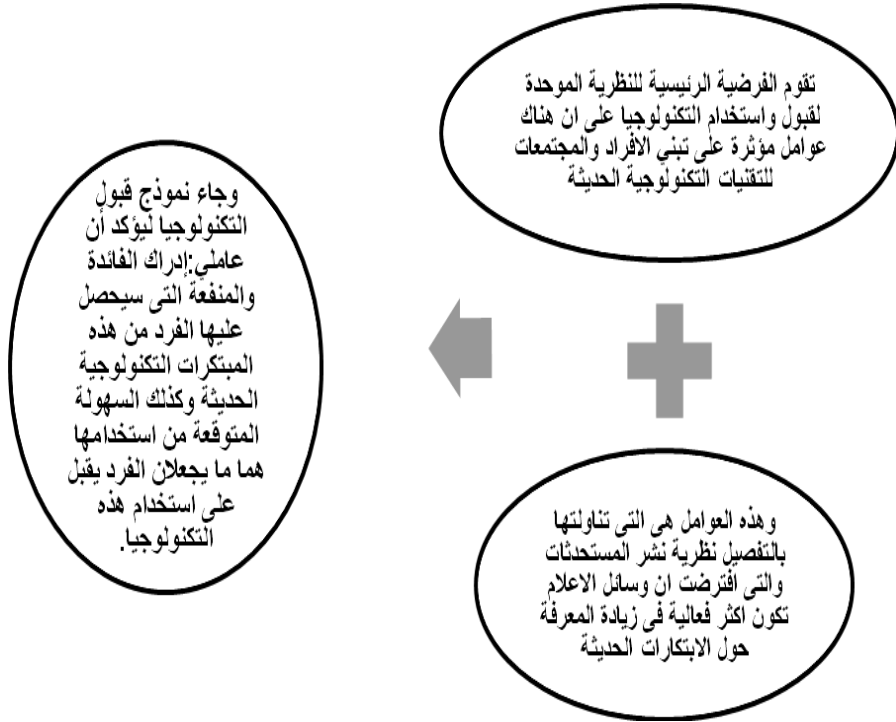 تقوم الفرضية الرئيسية للنظرية الموحدة
لقبول واستخدام التكنولوجيا على ان هناك
عوامل مؤثرة على تبني الافراد والمجتمعات
للتقنيات التكنولوجية الحديثة
وهذه العوامل هى التى تناولتها
بالتفصيل نظرية نشر المستحدثات
والتى افترضت ان وسائل الاعلام
تكون اكثر فعالية فى زيادة المعرفة
حول الابتكارات الحديثة
وجاء نموذج قبول
التكنولوجيا ليؤكد أن
عاملي:إدراك الفائدة
والمنفعة التى سيحصل
عليها الفرد من هذه
المبتكرات التكنولوجية
الحديثة وكذلك السهولة
المتوقعة من استخدامها
هما ما يجعلان الفرد يقبل
على استخدام هذه
التكنولوجيا.